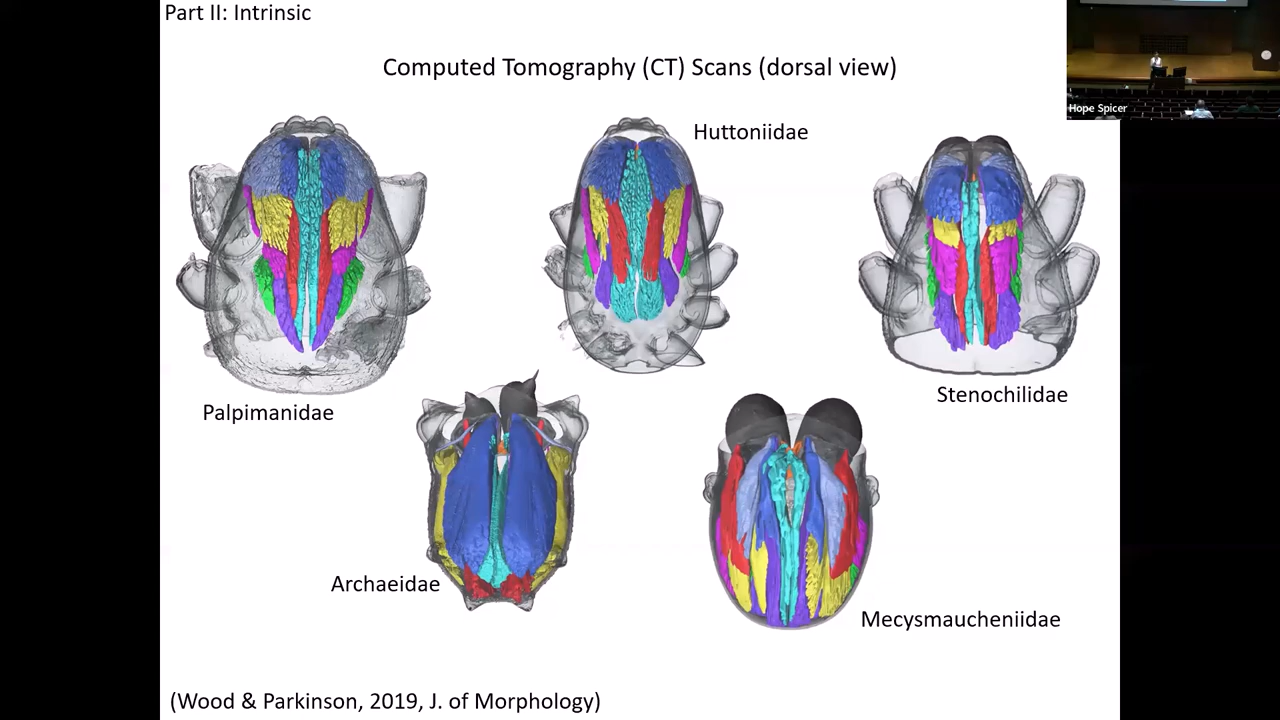 Part II: Intrinsic
Computed Tomography (CT) Scans (dorsal view)
Hope Spicer
Huttoniidae
Stenochilidae
Palpimanidae
Archaeidae
Mecysmaucheniidae
(Wood & Parkinson, 2019, J. of Morphology)